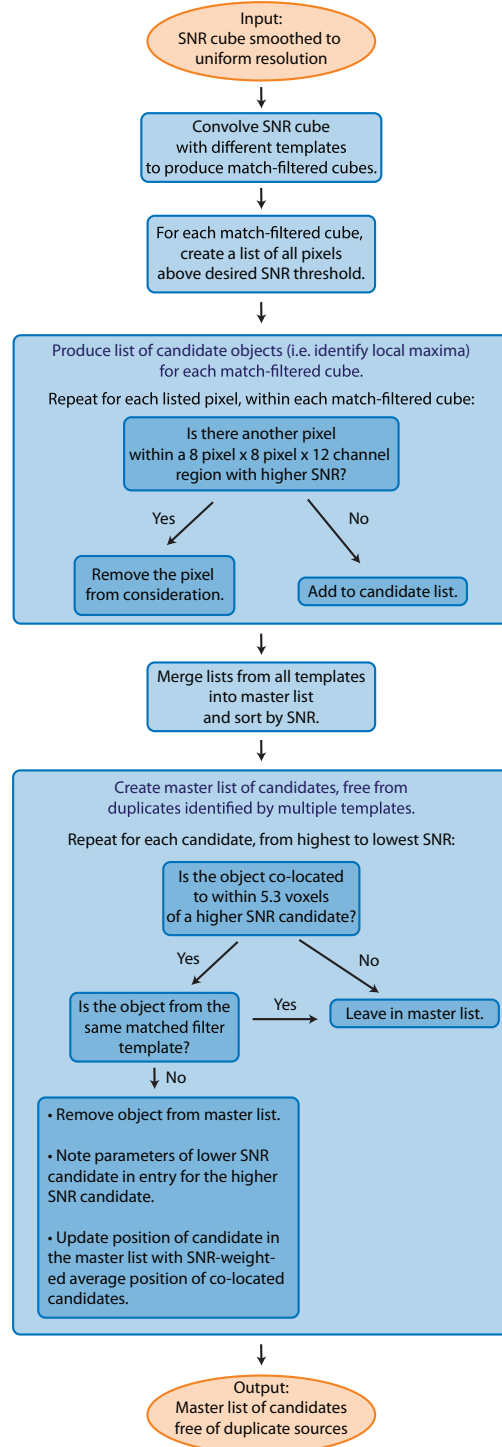 Input:
SNR cube smoothed to
uniform resolution
Convolve SNR cube
with different templates
to produce match-filtered cubes.
For each match-filtered cube,
create a list of all pixels
above desired SNR threshold.
Produce list of candidate objects (i.e. identify local maxima)
for each match-filtered cube.
Repeat for each listed pixel, within each match-filtered cube:
Is there another pixel
within a 8 pixel x 8 pixel x 12 channel
region with higher SNR?
Yes
No
Remove the pixel
from consideration.
Add to candidate list.
Merge lists from all templates
into master list
and sort by SNR.
Create master list of candidates, free from
duplicates identified by multiple templates.
Repeat for each candidate, from highest to lowest SNR:
Is the object co-located
to within 5.3 voxels
of a higher SNR candidate?
Yes
No
Is the object from the
same matched filter
template?
Yes
Leave in master list.
No
• Remove object from master list.
• Note parameters of lower SNR
candidate in entry for the higher
SNR candidate.
• Update position of candidate in
the master list with SNR-weight-
ed average position of co-located
candidates.
Output:
Master list of candidates
free of duplicate sources